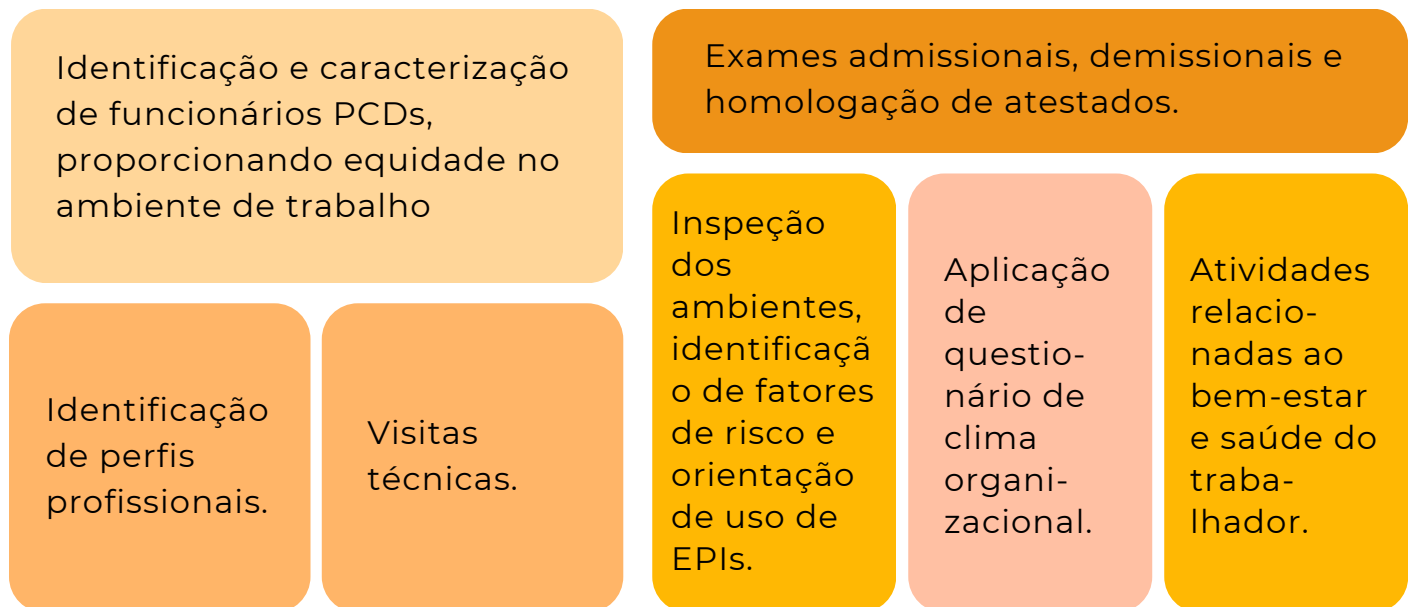 Identificação e caracterização
de funcionários PCDs,
proporcionando equidade no
ambiente de trabalho
Exames admissionais, demissionais e
homologação de atestados.
Identificação
de perfis
profissionais.
Visitas
técnicas.
Inspeção
dos
ambientes,
identificaçã
o de fatores
de risco e
orientação
de uso de
EPIs.
Aplicação
de
questio-
nário de
clima
organi-
zacional.
Atividades
relacio-
nadas ao
bem-estar
e saúde do
traba-
lhador.